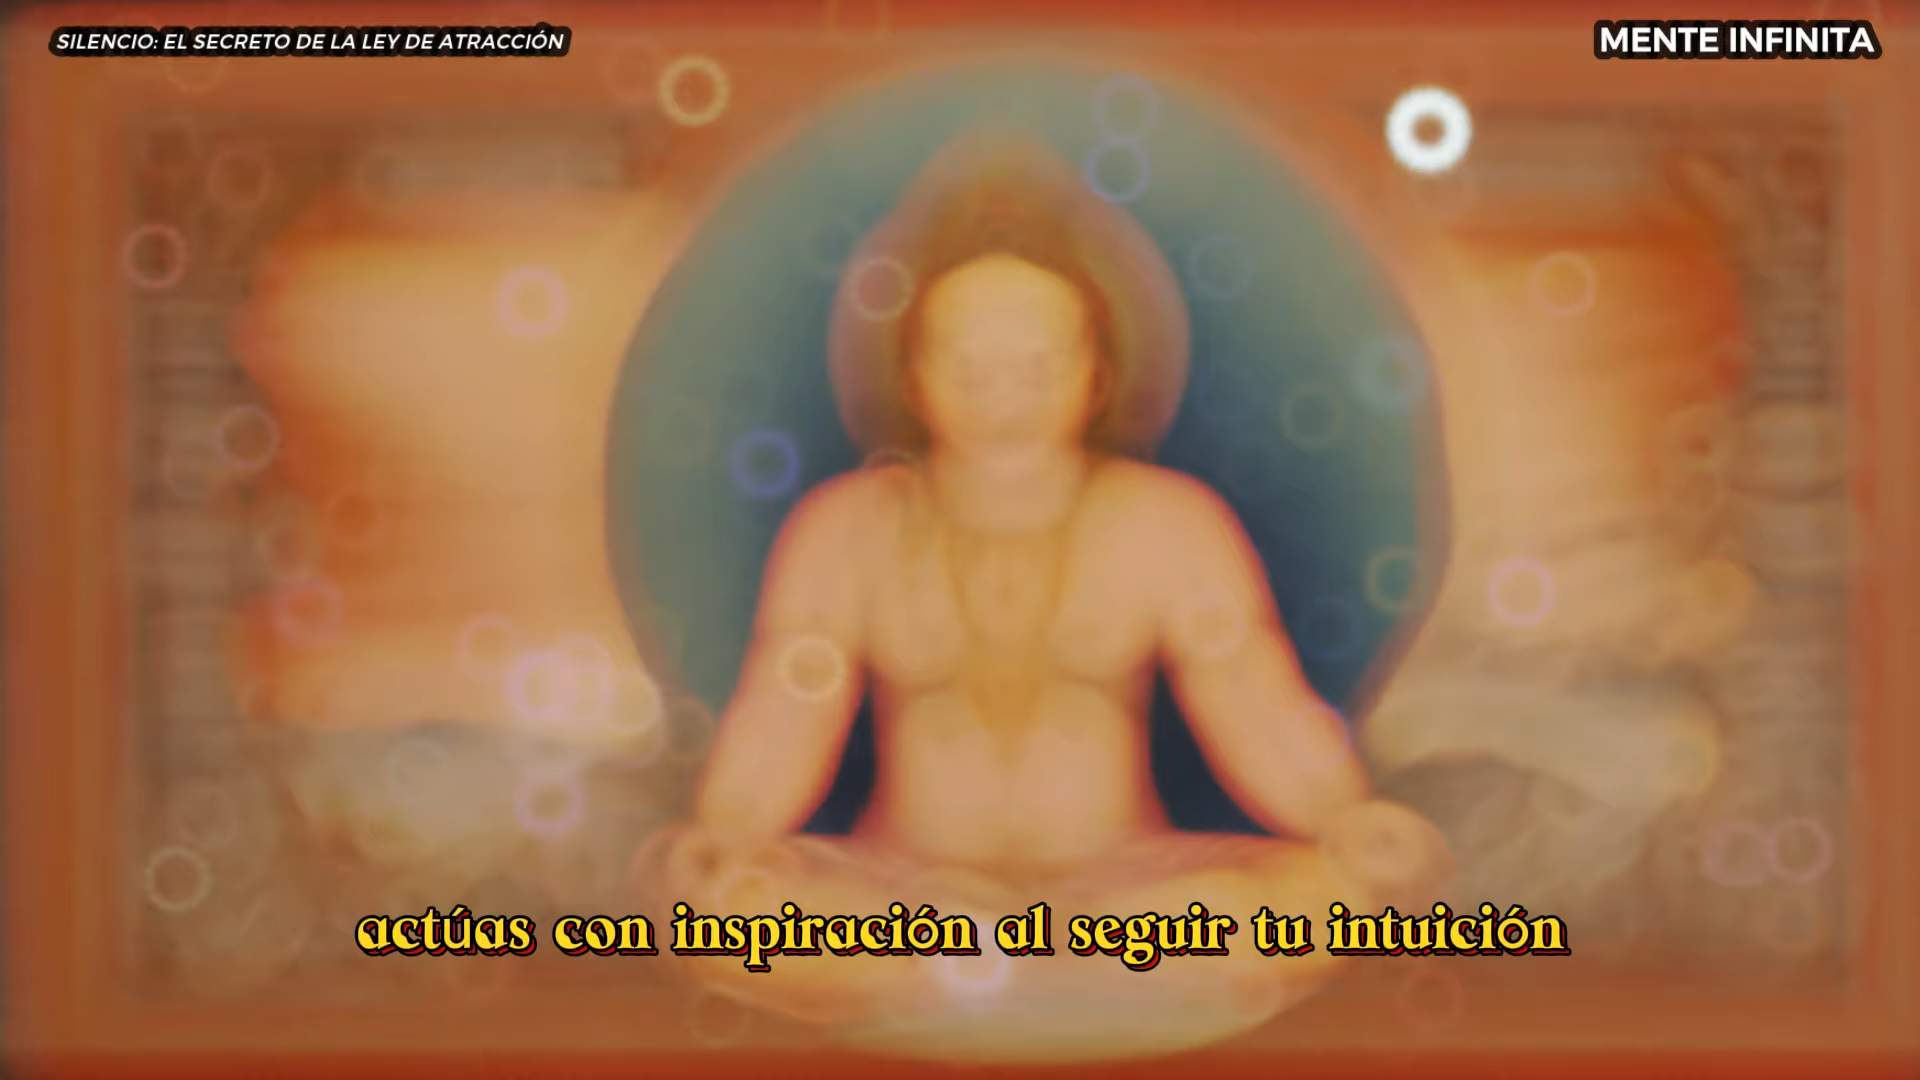 SILENCIO: EL SECRETO DE LA LEY DE ATRACCIÓN
MENTE INFINITA
actúas con inspiración al seguir tu intuición